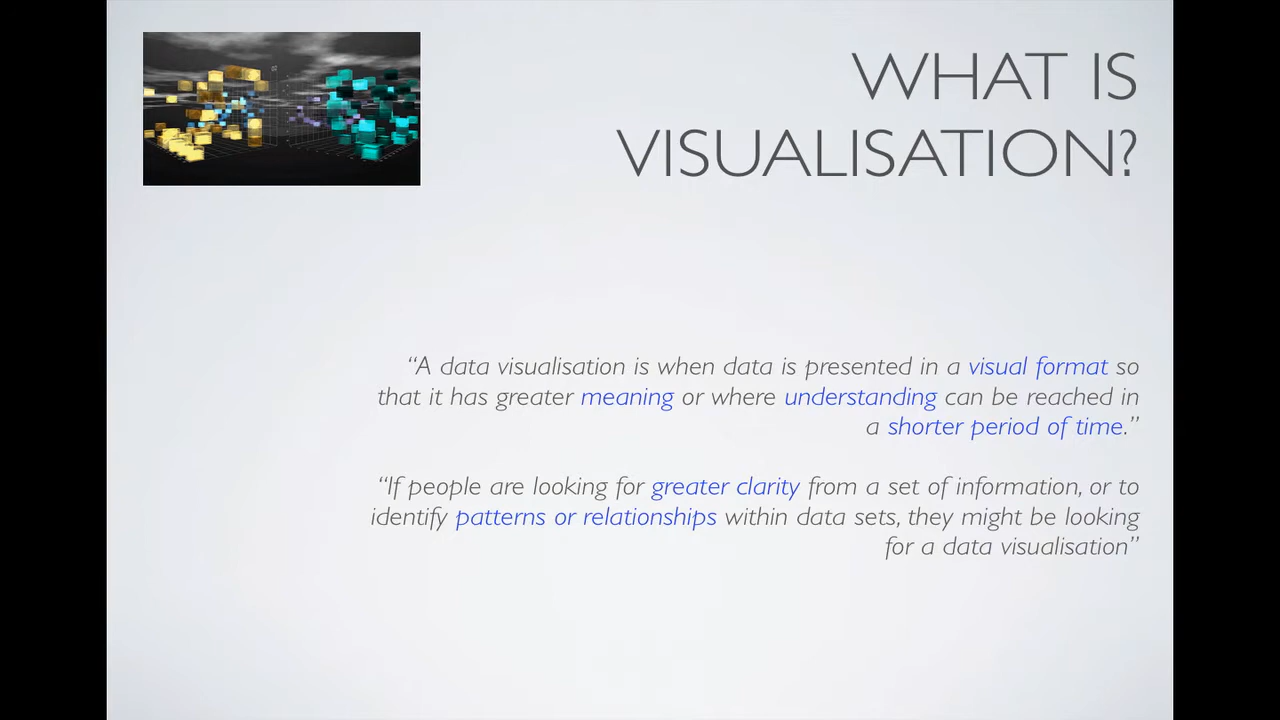 WHAT IS
VISUALISATION?
“A data visualisation is when data is presented in a visual format so
that it has greater meaning or where understanding can be reached in
a shorter period of time.”
“If people are looking for greater clarity from a set of information, or to
identify patterns or relationships within data sets, they might be looking
for a data visualisation”